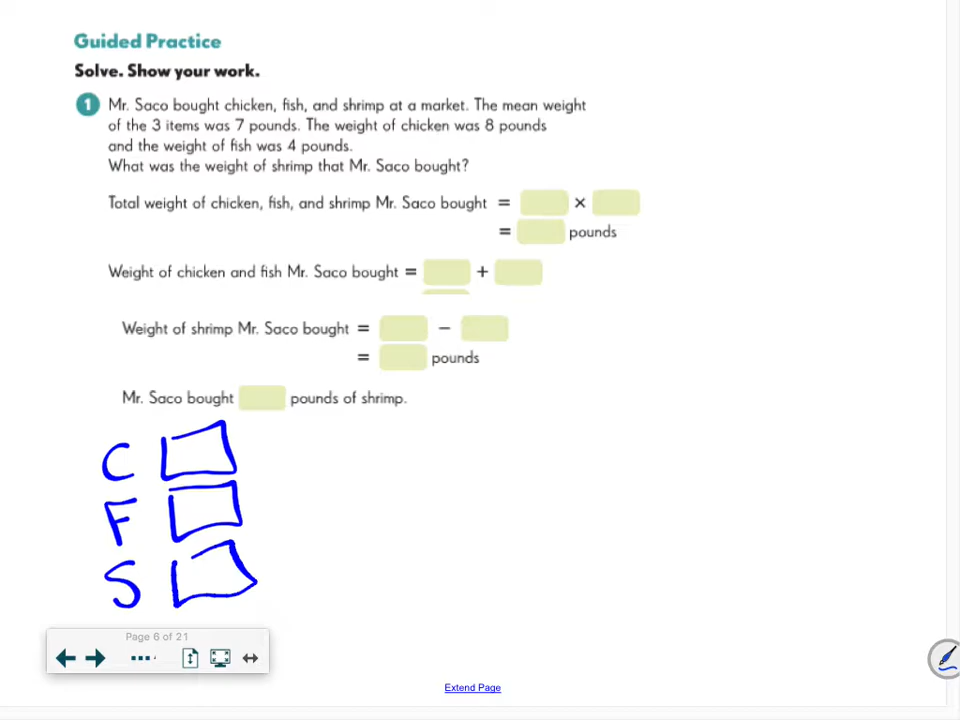 Guided Practice
Solve. Show your work.
1 Mr. Saco bought chicken, fish, and shrimp at a market. The mean weight
of the 3 items was 7 pounds. The weight of chicken was 8 pounds
and the weight of fish was 4 pounds.
What was the weight of shrimp that Mr. Saco bought?
Total weight of chicken, fish, and shrimp Mr. Saco bought = ×
= pounds
Weight of chicken and fish Mr. Saco bought = +
Weight of shrimp Mr. Saco bought = −
= pounds
Mr. Saco bought pounds of shrimp.
C
F
S
Page 6 of 21
Extend Page